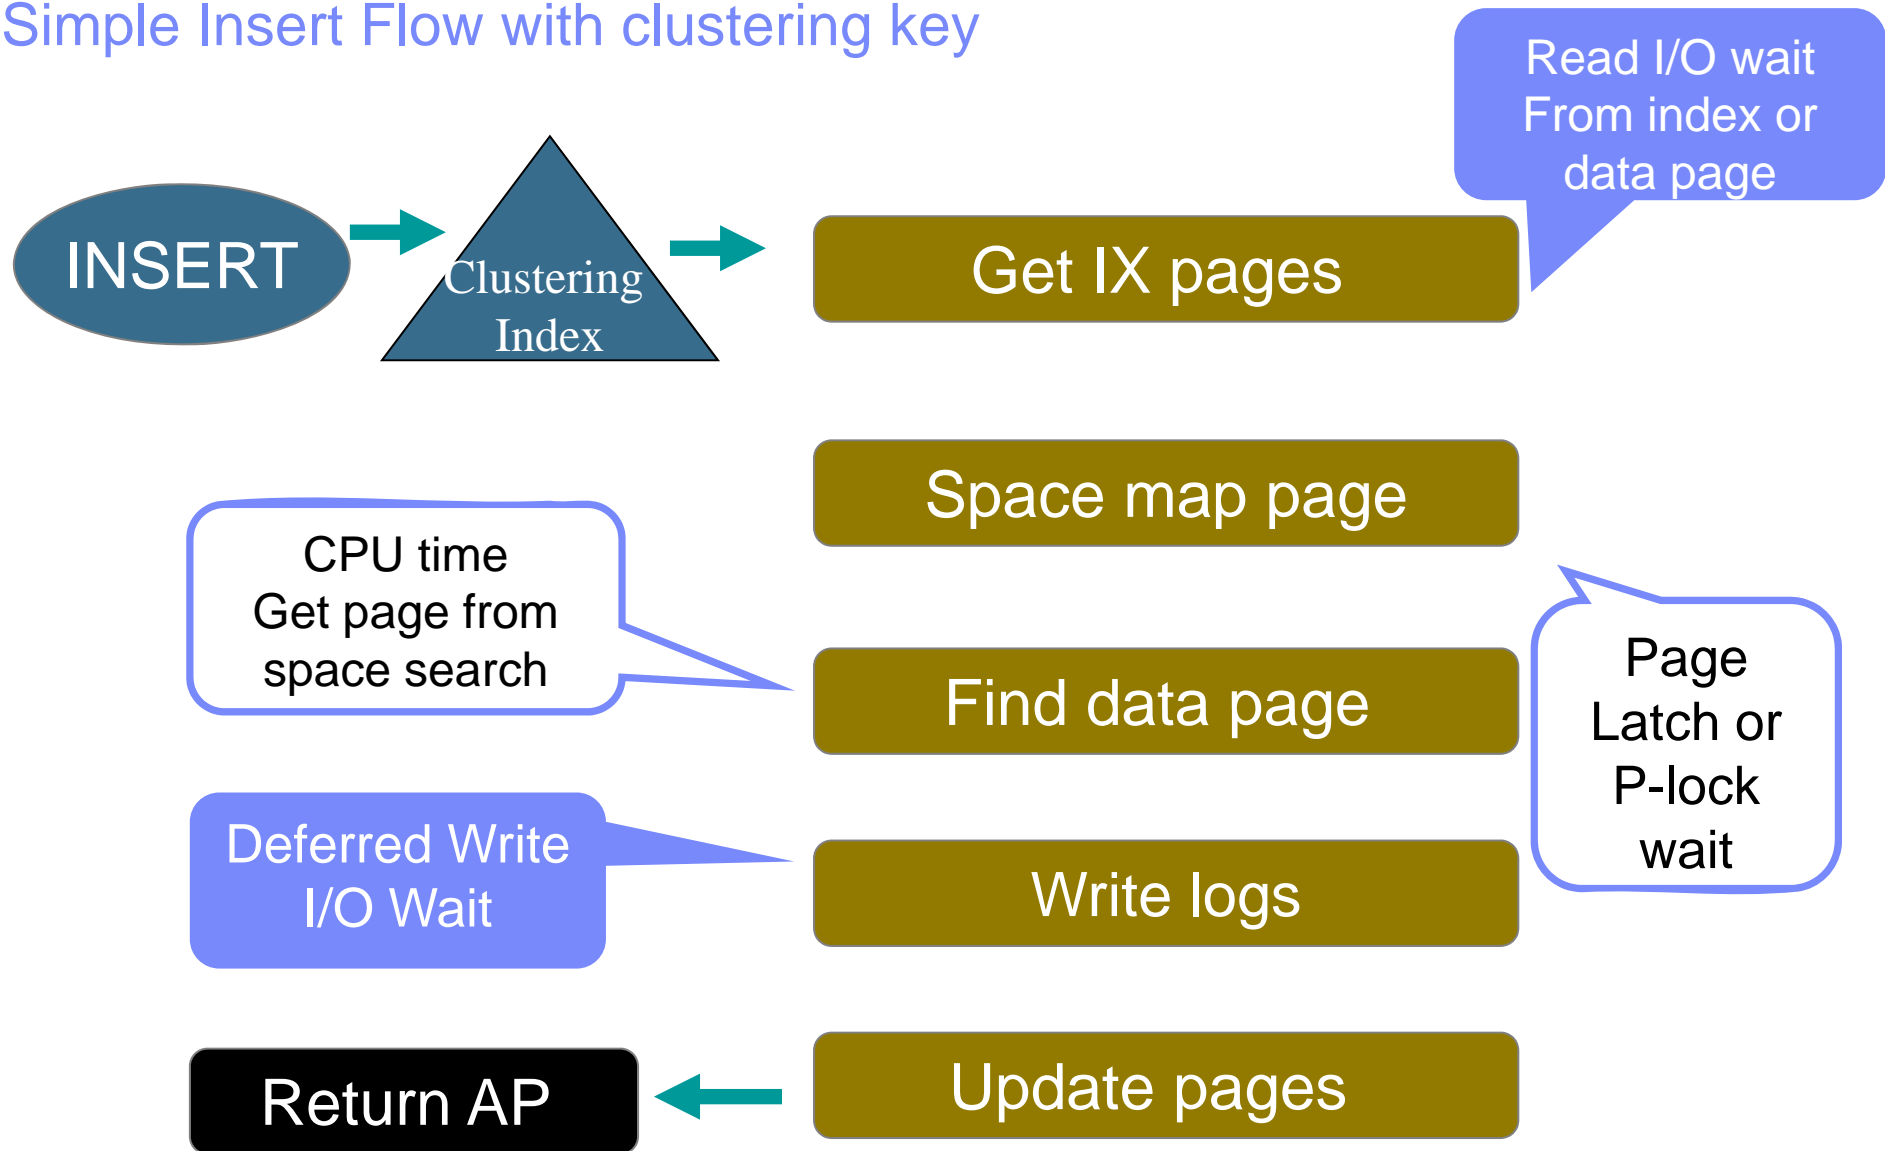 Simple Insert Flow with clustering key
Read I/O wait
From index or
data page
INSERT
Clustering
Index
Get IX pages
Space map page
CPU time
Get page from
space search
Find data page
Page
Latch or
P-lock
wait
Deferred Write
I/O Wait
Write logs
Update pages
Return AP